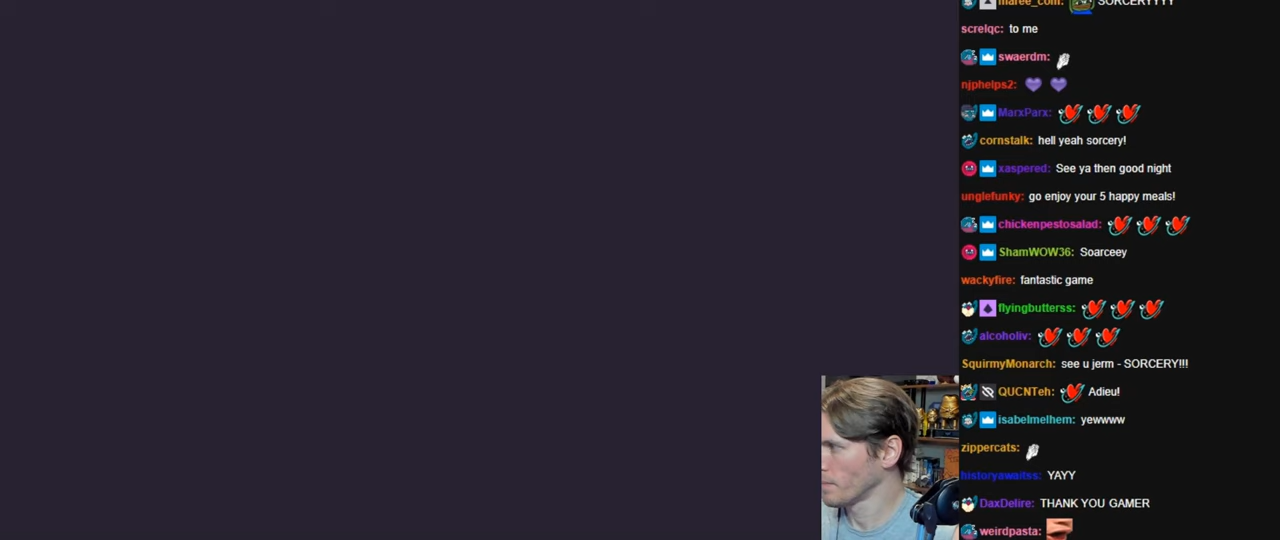 maree_com: SORCERYYYY
screlqc: to me
swaerdm:
njphelps2:
MarxParx:
cornstalk: hell yeah sorcery!
xaspered: See ya then good night
unglefunky: go enjoy your 5 happy meals!
chickenpestosalad:
ShamWOW36: Soarceey
wackyfire: fantastic game
flyingbutterss:
alcoholiv:
SquirmyMonarch: see u jerm - SORCERY!!!
QUCNTeh: Adieu!
isabelmelhem: yewwww
zippercats:
historyawaitss: YAYY
DaxDelire: THANK YOU GAMER
weirdpasta: